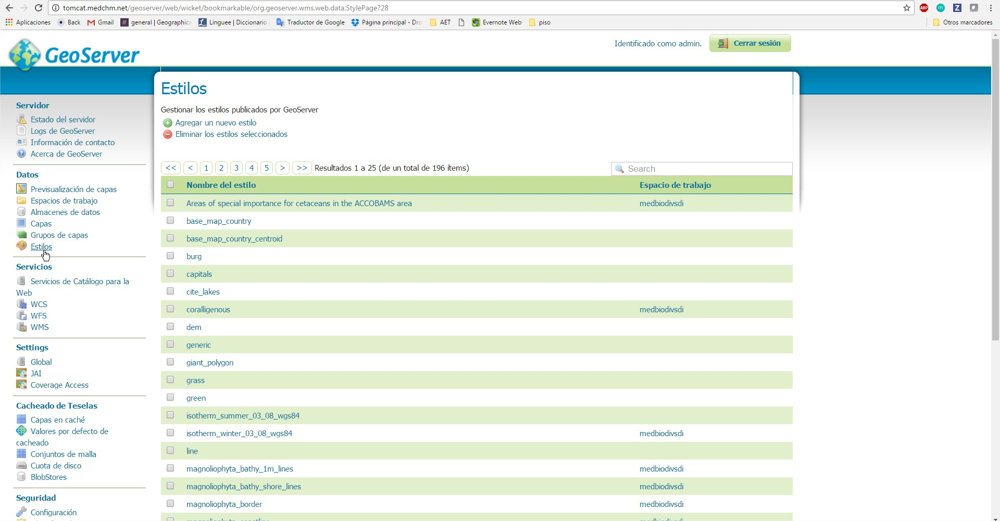 tomcat.medchm.net/geoserver/web/wicket/bookmarkable/org.geoserver.wms.web.data.StylePage?28
ABP m Z
Aplicaciones Back Gmail # general | Geographica Linguee | Diccionario Traductor de Google Página principal - Dro AET Evernote Web piso Otros marcadores
GeoServer
Identificado como admin. Cerrar sesión
Estilos
Gestionar los estilos publicados por GeoServer
Agregar un nuevo estilo
Eliminar los estilos seleccionados
Servidor
Estado del servidor
Logs de GeoServer
Información de contacto
Acerca de GeoServer
Datos
Previsualización de capas
Espacios de trabajo
Almacenes de datos
Capas
Grupos de capas
Estilos
Servicios
Servicios de Catálogo para la
Web
WCS
WFS
WMS
Settings
Global
JAI
Coverage Access
Cacheado de Teselas
Capas en caché
Valores por defecto de
cacheado
Conjuntos de malla
Cuota de disco
BlobStores
Seguridad
Configuración
<< < 1 2 3 4 5 > >> Resultados 1 a 25 (de un total de 196 ítems) Search
Nombre del estilo Espacio de trabajo
Areas of special importance for cetaceans in the ACCOBAMS area medbiodivsdi
base_map_country
base_map_country_centroid
burg
capitals
cite_lakes
coralligenous medbiodivsdi
dem
generic
giant_polygon
grass
green
isotherm_summer_03_08_wgs84
isotherm_winter_03_08_wgs84 medbiodivsdi
line
magnoliophyta_bathy_1m_lines medbiodivsdi
magnoliophyta_bathy_shore_lines medbiodivsdi
magnoliophyta_border medbiodivsdi